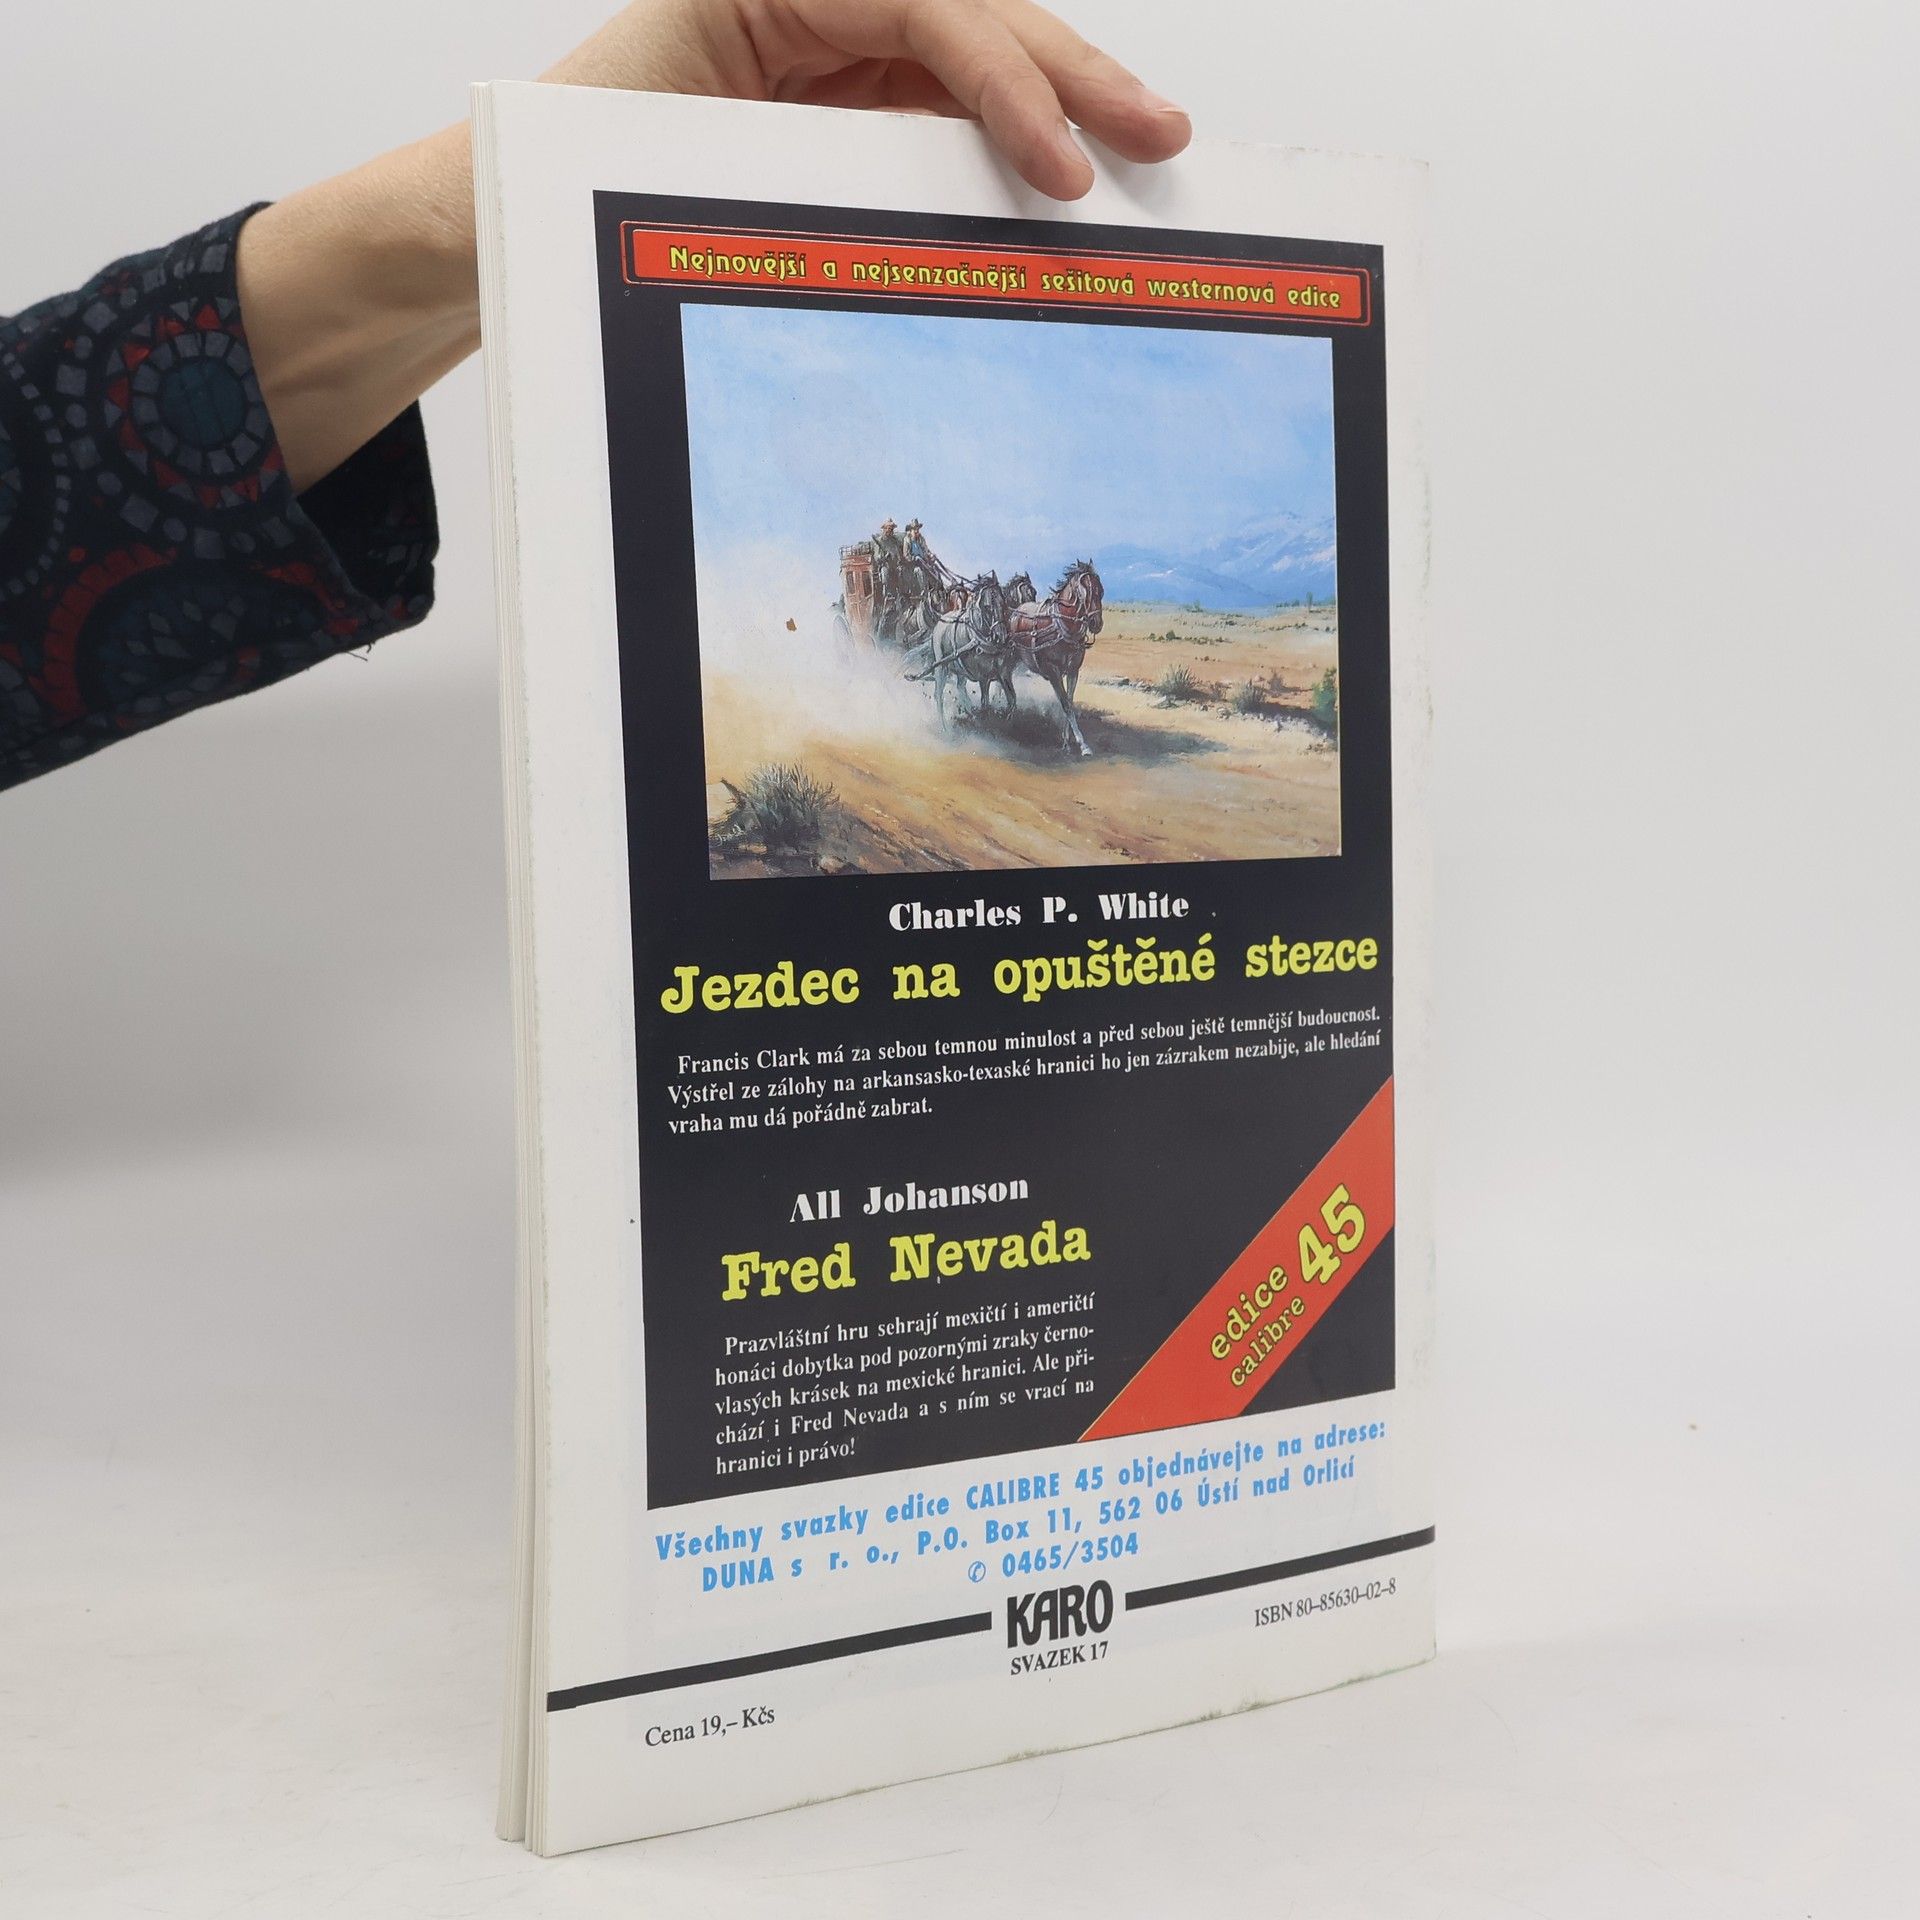 Nejnovější a nejsenzačnější sešitová westernová edice
Charles P. White
Jezdec na opuštěné stezce
Francis Clark má za sebou temnou minulost a před sebou ještě temnější budoucnost.
Výstřel ze zálohy na arkansasko-texaské hranici ho jen zázrakem nezabije, ale hledání
vraha mu dá pořádně zabrat.
All Johanson
Fred Nevada
Prazvláštní hru sehrají mexičtí i američtí
honáci dobytka pod pozornými zraky černo-
vlasých krásek na mexické hranici. Ale při-
chází i Fred Nevada a s ním se vrací na
hranici i právo!
edice 45
calibre
Všechny svazky edice CALIBRE 45 objednávejte na adrese:
DUNA s r. o., P.O. Box 11, 562 06 Ústí nad Orlicí
✆ 0465/3504
KARO
SVAZEK 17
ISBN 80-85630-02-8
Cena 19,– Kčs